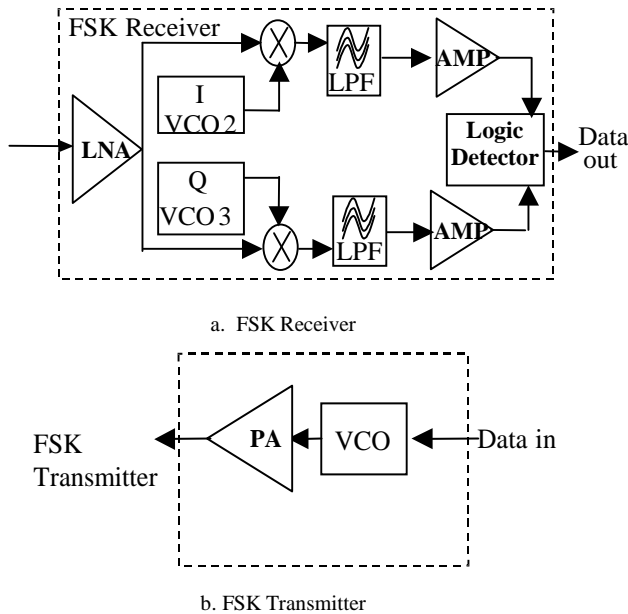 FSK Receiver
AMP
LPF
I
VCO 2
Logic
Detector
Data
out
LNA
Q
VCO 3
LPF
AMP
a. FSK Receiver
PA
VCO
Data in
FSK
Transmitter
b. FSK Transmitter